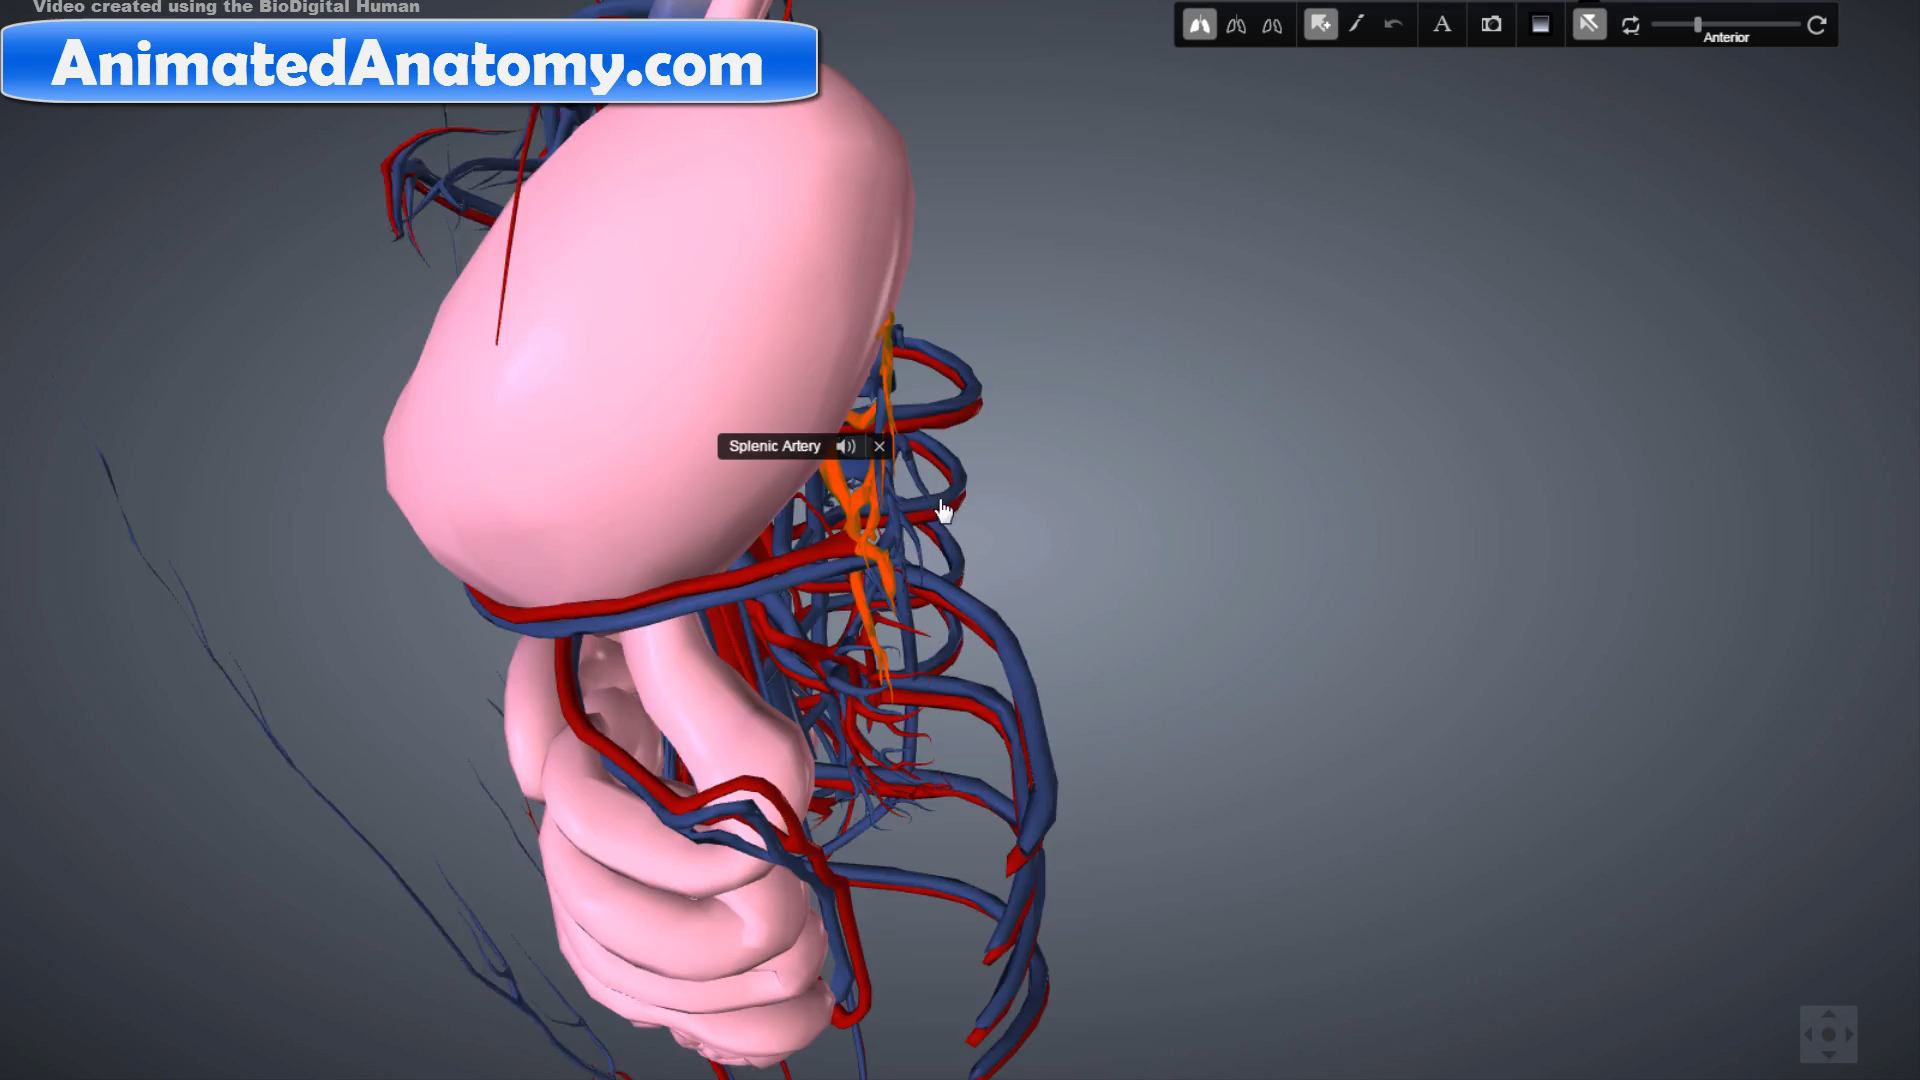 Video created using the BioDigital Human
AnimatedAnatomy.com
A
Anterior
Splenic Artery